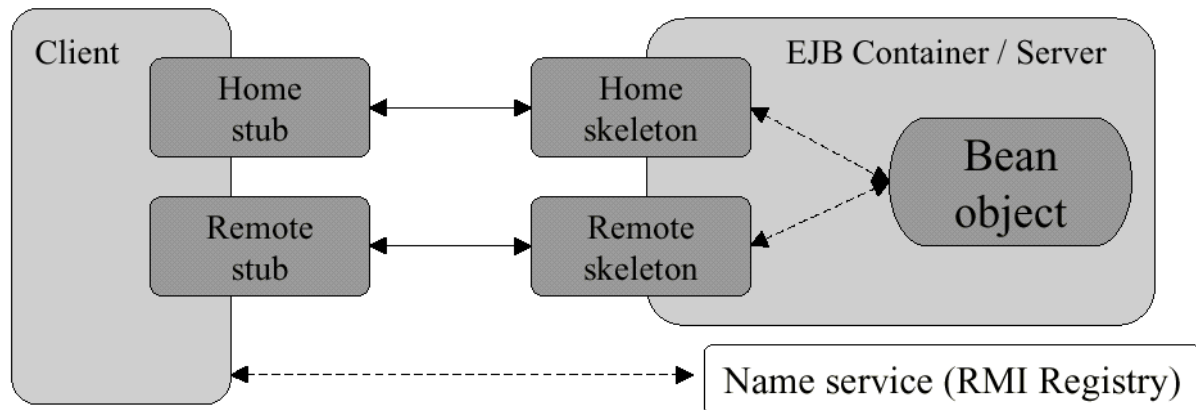 Client
EJB Container / Server
Home
stub
Home
skeleton
Bean
object
Remote
stub
Remote
skeleton
Name service (RMI Registry)